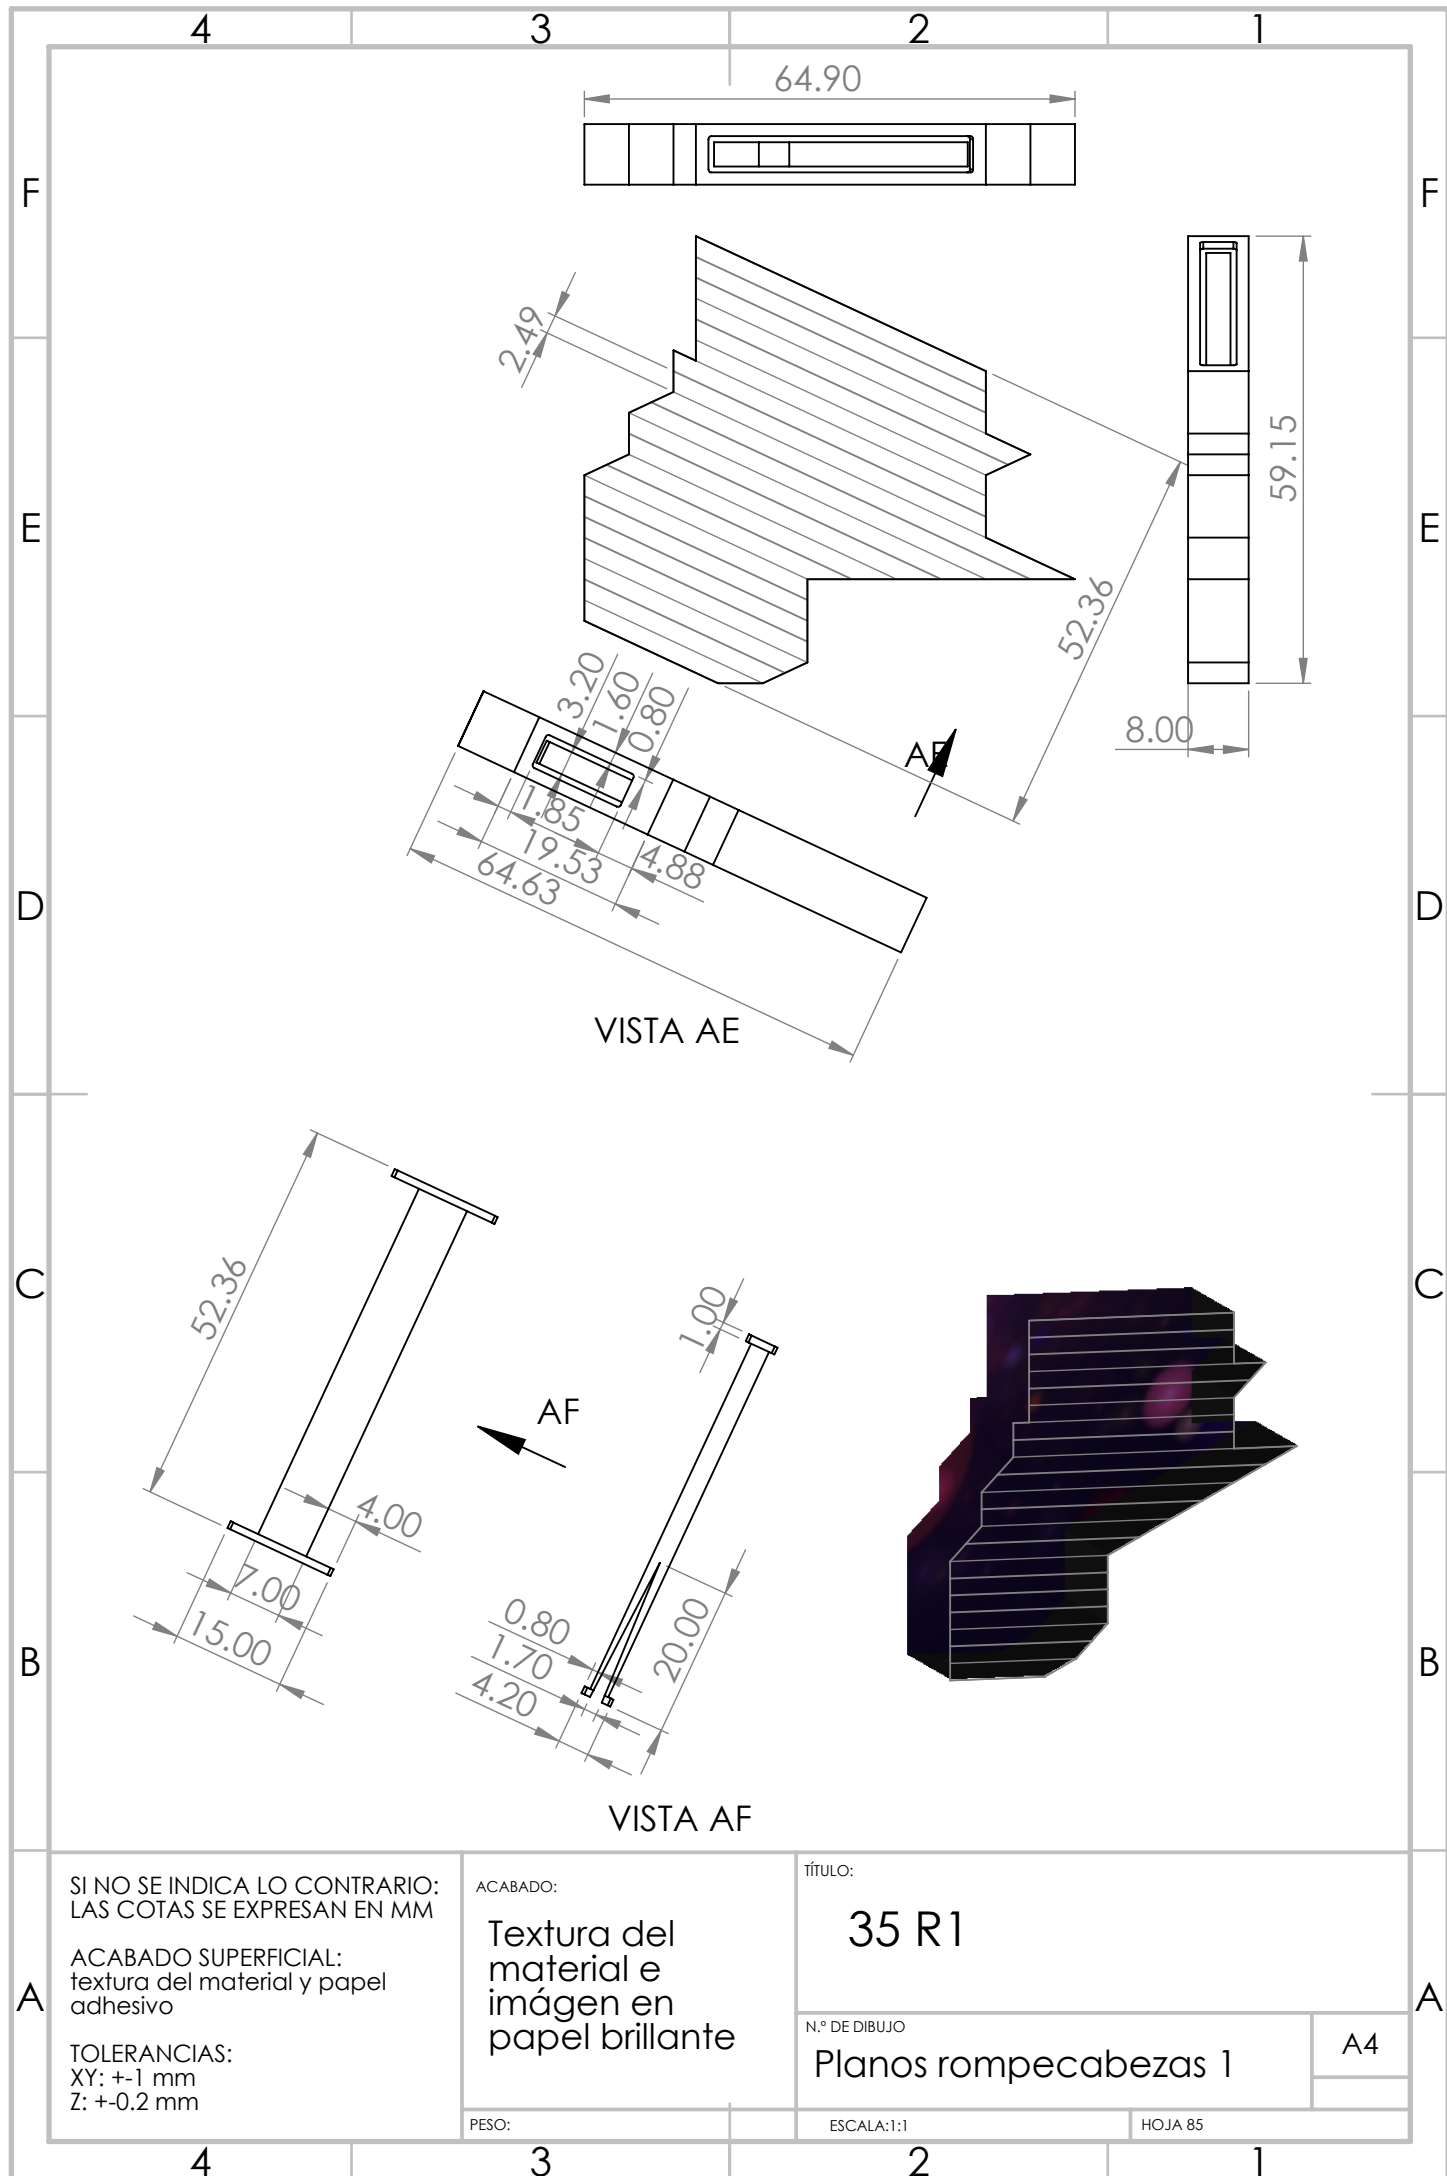 4 3 2 1
64.90
F F
2.49
59.15
E E
52.36
3.20
1.60
0.80
AE
8.00
1.85
19.53
4.88
64.63
D D
VISTA AE
52.36
1.00
C C
AF
4.00
7.00
15.00
0.80
1.70
4.20
20.00
B B
VISTA AF
SI NO SE INDICA LO CONTRARIO:
LAS COTAS SE EXPRESAN EN MM
ACABADO SUPERFICIAL:
textura del material y papel
adhesivo
TOLERANCIAS:
XY: +-1 mm
Z: +-0.2 mm
ACABADO:
Textura del
material e
imágen en
papel brillante
PESO:
TÍTULO:
35 R1
N.º DE DIBUJO
Planos rompecabezas 1
A4
ESCALA:1:1
HOJA 85
A A
4 3 2 1